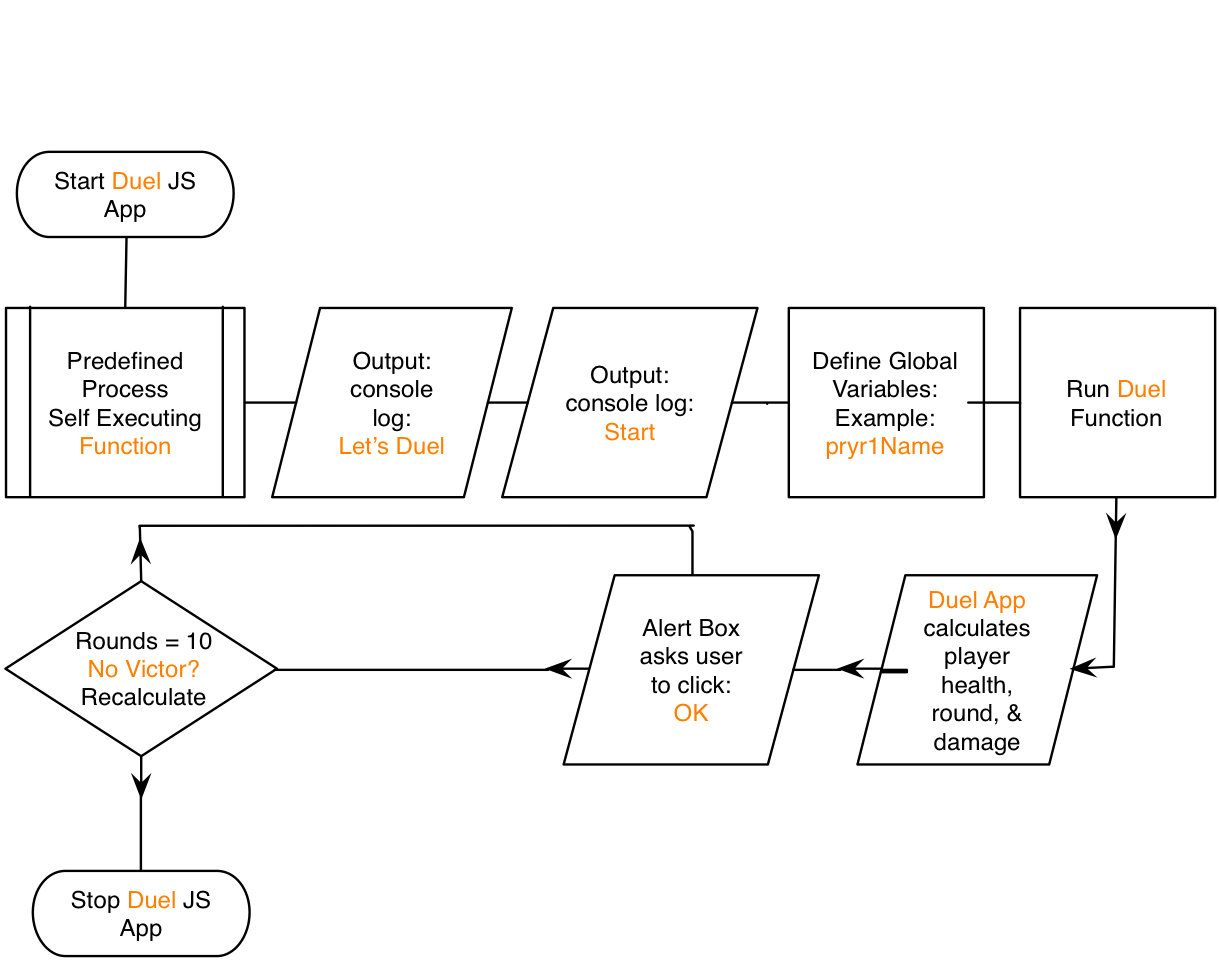 Start Duel JS
App
Predefined
Process
Self Executing
Function
Output:
console
log:
Let’s Duel
Output:
console log:
Start
Define Global
Variables:
Example:
pryr1Name
Run Duel
Function
Duel App
calculates
player
health,
round, &
damage
Alert Box
asks user
to click:
OK
Rounds = 10
No Victor?
Recalculate
Stop Duel JS
App